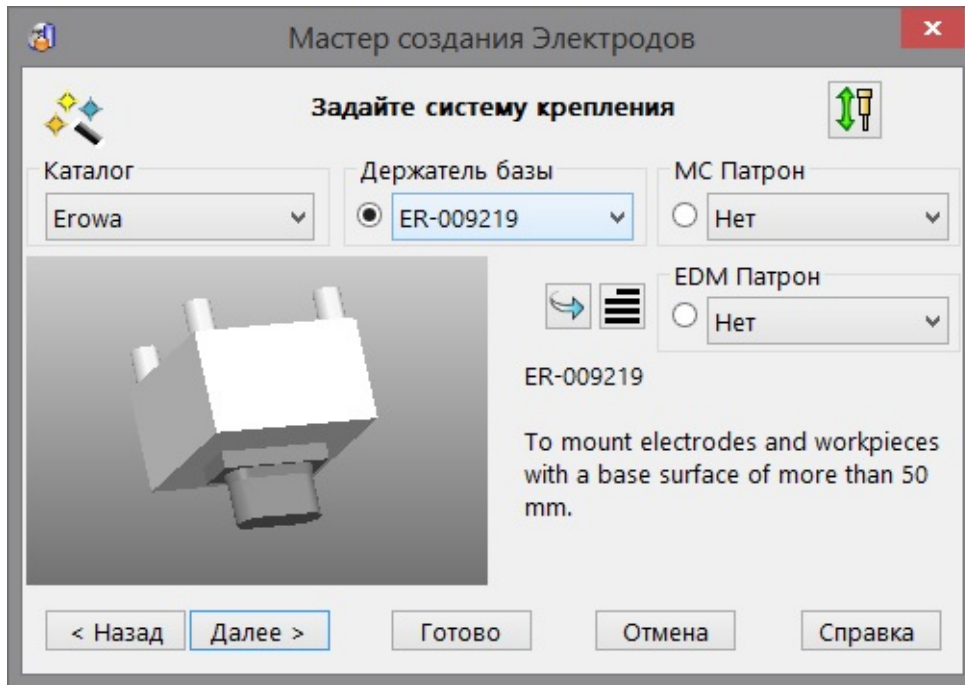 Мастер создания Электродов
Задайте систему крепления
Каталог
Держатель базы
МС Патрон
Erowa
ER-009219
Нет
EDM Патрон
Нет
ER-009219
To mount electrodes and workpieces
with a base surface of more than 50
mm.
< Назад
Далее >
Готово
Отмена
Справка